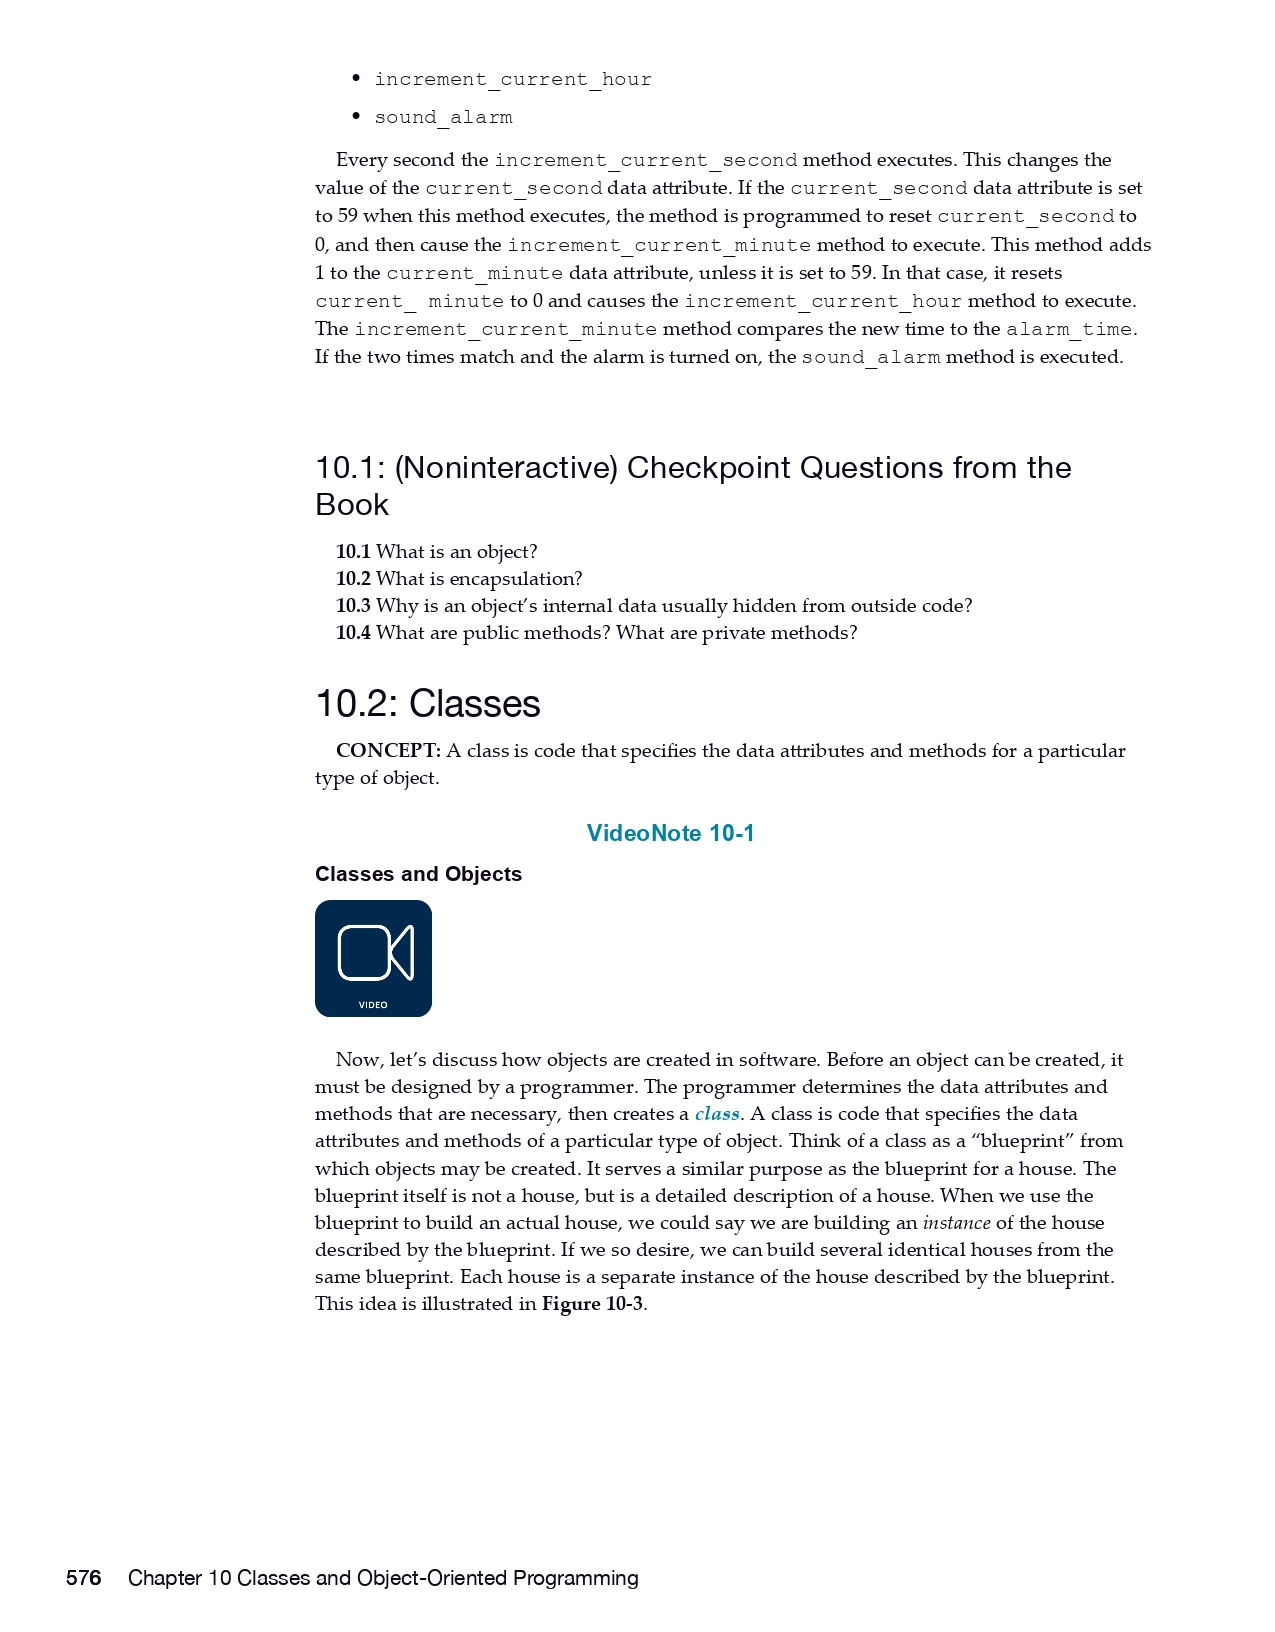 • increment_current_hour
• sound_alarm
Every second the increment_current_second method executes. This changes the
value of the current_second data attribute. If the current_second data attribute is set
to 59 when this method executes, the method is programmed to reset current_second to
0, and then cause the increment_current_minute method to execute. This method adds
1 to the current_minute data attribute, unless it is set to 59. In that case, it resets
current_ minute to 0 and causes the increment_current_hour method to execute.
The increment_current_minute method compares the new time to the alarm_time.
If the two times match and the alarm is turned on, the sound_alarm method is executed.
10.1: (Noninteractive) Checkpoint Questions from the
Book
10.1 What is an object?
10.2 What is encapsulation?
10.3 Why is an object’s internal data usually hidden from outside code?
10.4 What are public methods? What are private methods?
10.2: Classes
CONCEPT: A class is code that specifies the data attributes and methods for a particular
type of object.
VideoNote 10-1
Classes and Objects
VIDEO
Now, let’s discuss how objects are created in software. Before an object can be created, it
must be designed by a programmer. The programmer determines the data attributes and
methods that are necessary, then creates a class. A class is code that specifies the data
attributes and methods of a particular type of object. Think of a class as a “blueprint” from
which objects may be created. It serves a similar purpose as the blueprint for a house. The
blueprint itself is not a house, but is a detailed description of a house. When we use the
blueprint to build an actual house, we could say we are building an instance of the house
described by the blueprint. If we so desire, we can build several identical houses from the
same blueprint. Each house is a separate instance of the house described by the blueprint.
This idea is illustrated in Figure 10-3.
576 Chapter 10 Classes and Object-Oriented Programming